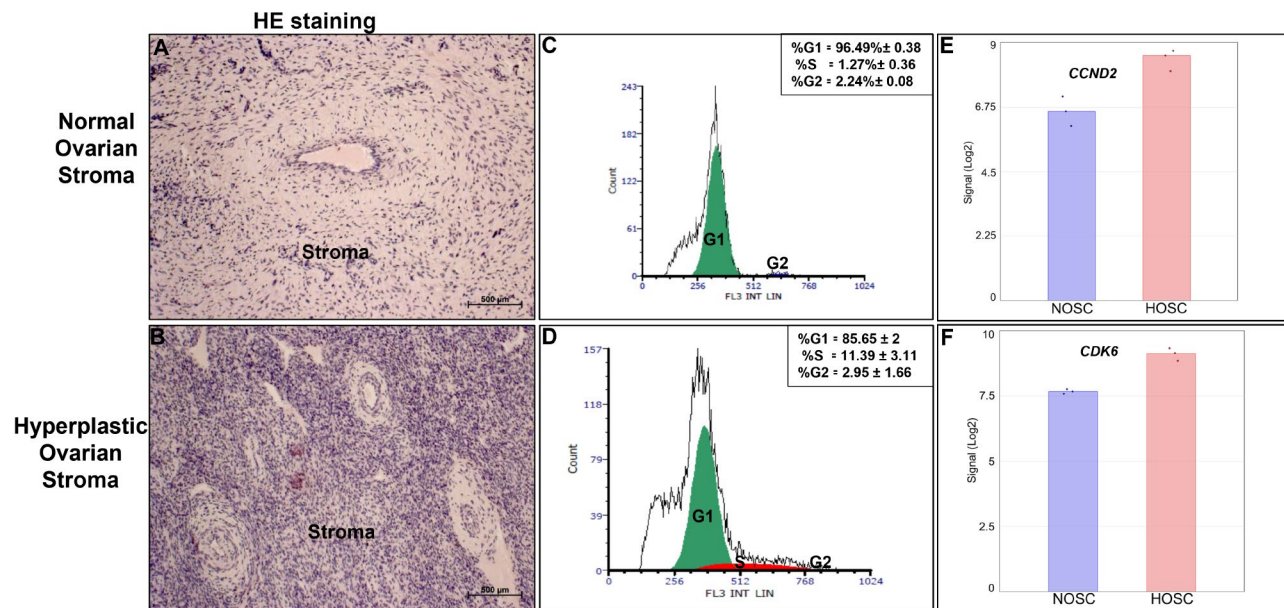 HE staining
Normal
Ovarian
Stroma
A
Stroma
500 µm
Hyperplastic
Ovarian
Stroma
B
Stroma
500 µm
C
%G1 = 96.49%± 0.38
%S = 1.27%± 0.36
%G2 = 2.24%± 0.08
243
182
122
61
0
Count
G1
G2
0 256 512 768 1024
FL3 INT LIN
D
%G1 = 85.65 ± 2
%S = 11.39 ± 3.11
%G2 = 2.95 ± 1.66
157
118
79
39
0
Count
G1
S
G2
0 256 512 768 1024
FL3 INT LIN
E
CCND2
9
6.75
4.5
2.25
0
Signal (Log2)
NOSC HOSC
F
CDK6
10
7.5
5
2.5
0
Signal (Log2)
NOSC HOSC